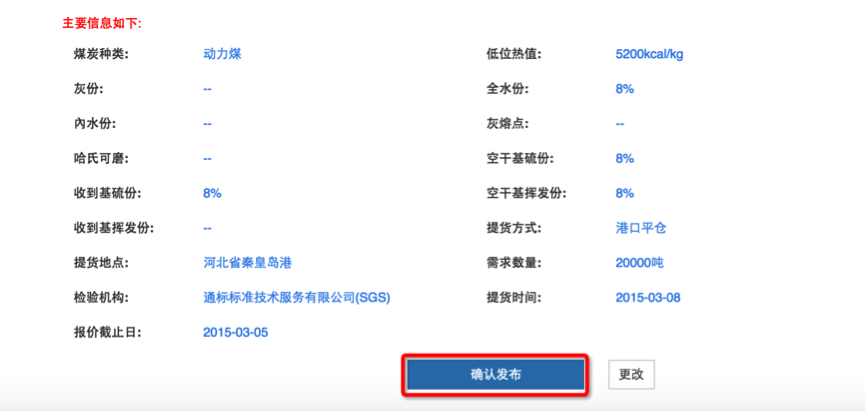 主要信息如下:
煤炭种类: 动力煤 低位热值: 5200kcal/kg
灰份: -- 全水份: 8%
内水份: -- 灰熔点: --
哈氏可磨: -- 空干基硫份: 8%
收到基硫份: 8% 空干基挥发份: 8%
收到基挥发份: -- 提货方式: 港口平仓
提货地点: 河北省秦皇岛港 需求数量: 20000吨
检验机构: 通标标准技术服务有限公司(SGS) 提货时间: 2015-03-08
报价截止日: 2015-03-05
确认发布 更改